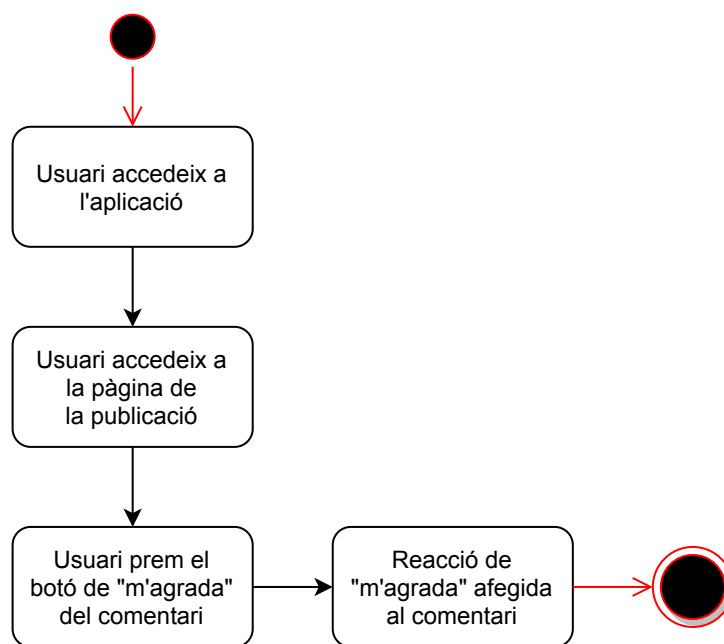 Usuari accedeix a
l'aplicació
Usuari accedeix a
la pàgina de
la publicació
Usuari prem el
botó de "m'agrada"
del comentari
Reacció de
"m'agrada" afegida
al comentari